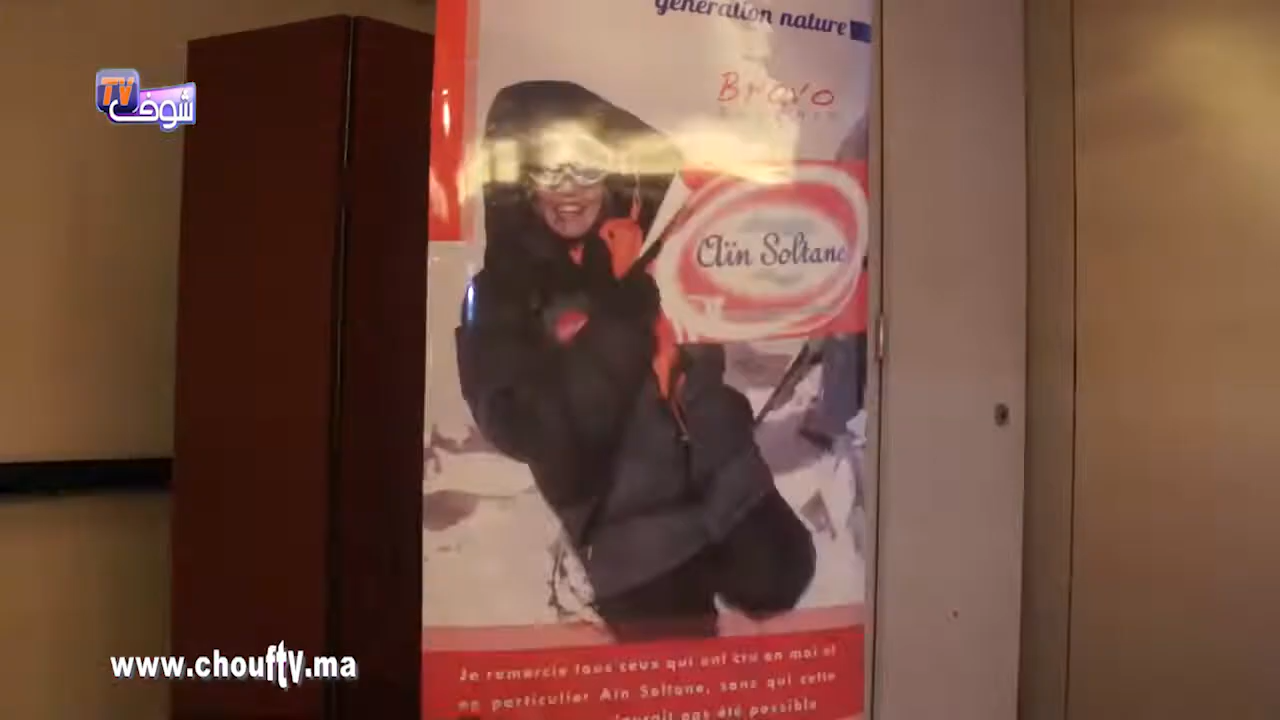 génération nature
TV شوف
Bravo
Aïn Soltane
Je remercie tous ceux qui ont cru en moi et
en particulier Aïn Soltane, sans qui cette
pas été possible
www.chouftv.ma